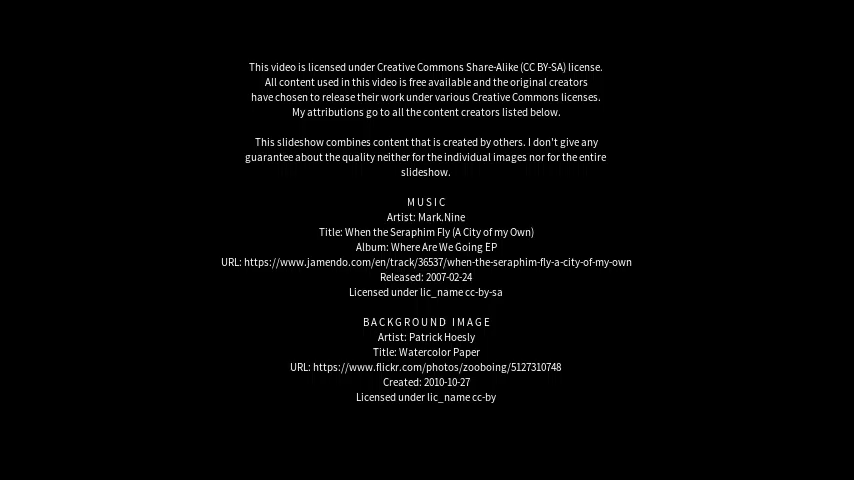 This video is licensed under Creative Commons Share-Alike (CC BY-SA) license.
All content used in this video is free available and the original creators
have chosen to release their work under various Creative Commons licenses.
My attributions go to all the content creators listed below.
This slideshow combines content that is created by others. I don't give any
guarantee about the quality neither for the individual images nor for the entire
slideshow.
MUSIC
Artist: Mark.Nine
Title: When the Seraphim Fly (A City of my Own)
Album: Where Are We Going EP
URL: https://www.jamendo.com/en/track/36537/when-the-seraphim-fly-a-city-of-my-own
Released: 2007-02-24
Licensed under lic_name cc-by-sa
BACKGROUND IMAGE
Artist: Patrick Hoesly
Title: Watercolor Paper
URL: https://www.flickr.com/photos/zooboing/5127310748
Created: 2010-10-27
Licensed under lic_name cc-by